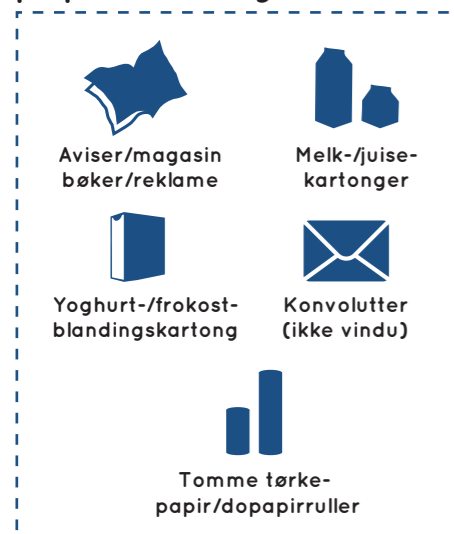 Aviser/magasin
bøker/reklame
Melk-/juise-
kartonger
Yoghurt-/frokost-
blandingskartong
Konvolutter
(ikke vindu)
Tomme tørke-
papir/dopapirruller